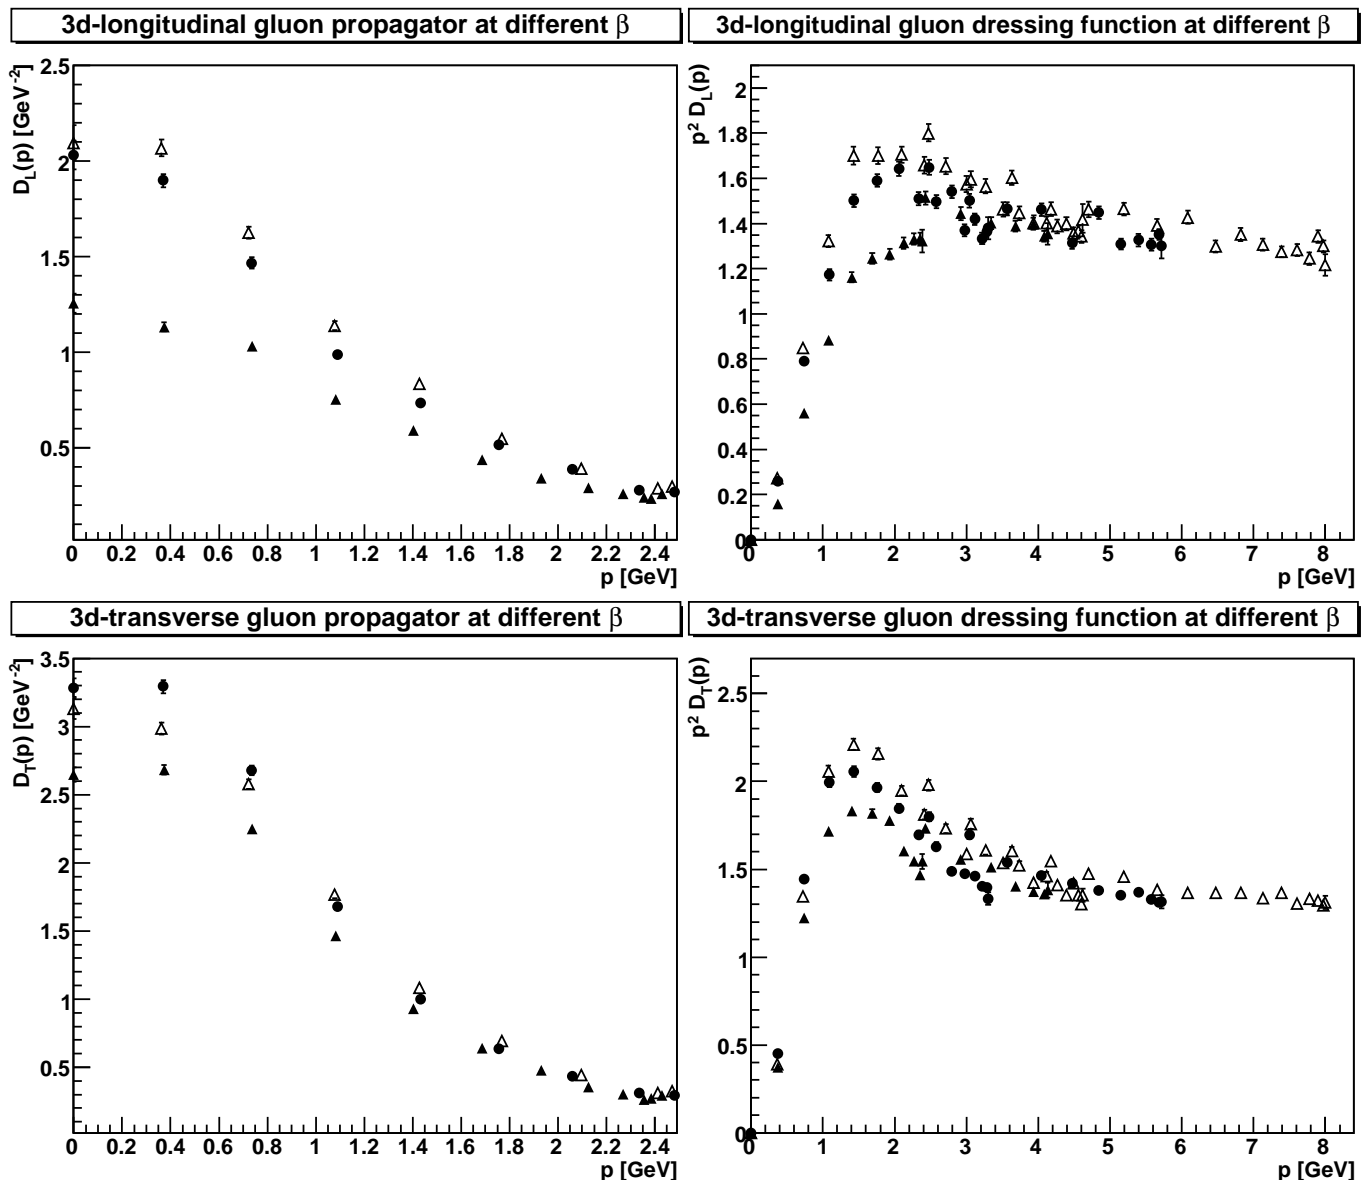 3d-longitudinal gluon propagator at different β
D_L(p) [GeV^-2]
2.5
2
1.5
1
0.5
0 0.2 0.4 0.6 0.8 1 1.2 1.4 1.6 1.8 2 2.2 2.4
p [GeV]
3d-longitudinal gluon dressing function at different β
p^2 D_L(p)
2
1.8
1.6
1.4
1.2
1
0.8
0.6
0.4
0.2
0
0 1 2 3 4 5 6 7 8
p [GeV]
3d-transverse gluon propagator at different β
D_T(p) [GeV^-2]
3.5
3
2.5
2
1.5
1
0.5
0 0.2 0.4 0.6 0.8 1 1.2 1.4 1.6 1.8 2 2.2 2.4
p [GeV]
3d-transverse gluon dressing function at different β
p^2 D_T(p)
2.5
2
1.5
1
0.5
0
0 1 2 3 4 5 6 7 8
p [GeV]